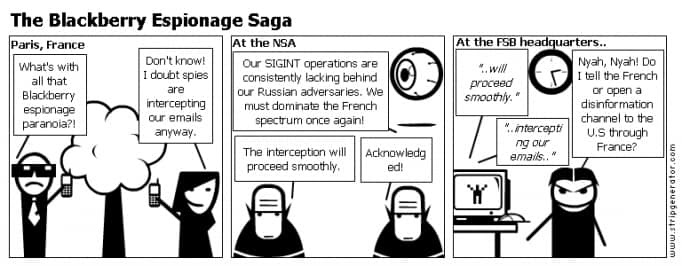 The Blackberry Espionage Saga
Paris, France
What's with
all that
Blackberry
espionage
paranoia?!
Don't know!
I doubt spies
are
intercepting
our emails
anyway.
At the NSA
Our SIGINT operations are
consistently lacking behind
our Russian adversaries. We
must dominate the French
spectrum once again!
The interception will
proceed smoothly.
Acknowledg
ed!
At the FSB headquarters..
"..will
proceed
smoothly."
"..intercepti
ng our
emails.."
Nyah, Nyah! Do
I tell the French
or open a
disinformation
channel to the
U.S through
France?
www.stripgenerator.com